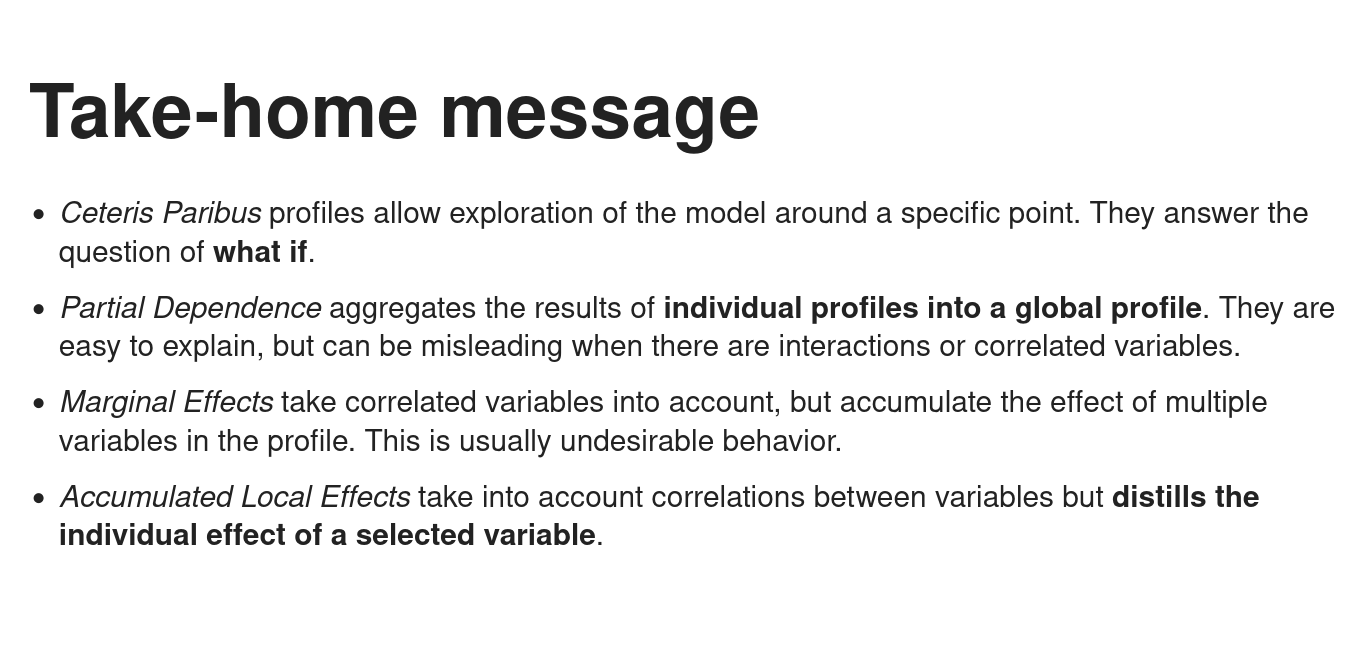 Take-home message
• Ceteris Paribus profiles allow exploration of the model around a specific point. They answer the
question of what if.
• Partial Dependence aggregates the results of individual profiles into a global profile. They are
easy to explain, but can be misleading when there are interactions or correlated variables.
• Marginal Effects take correlated variables into account, but accumulate the effect of multiple
variables in the profile. This is usually undesirable behavior.
• Accumulated Local Effects take into account correlations between variables but distills the
individual effect of a selected variable.